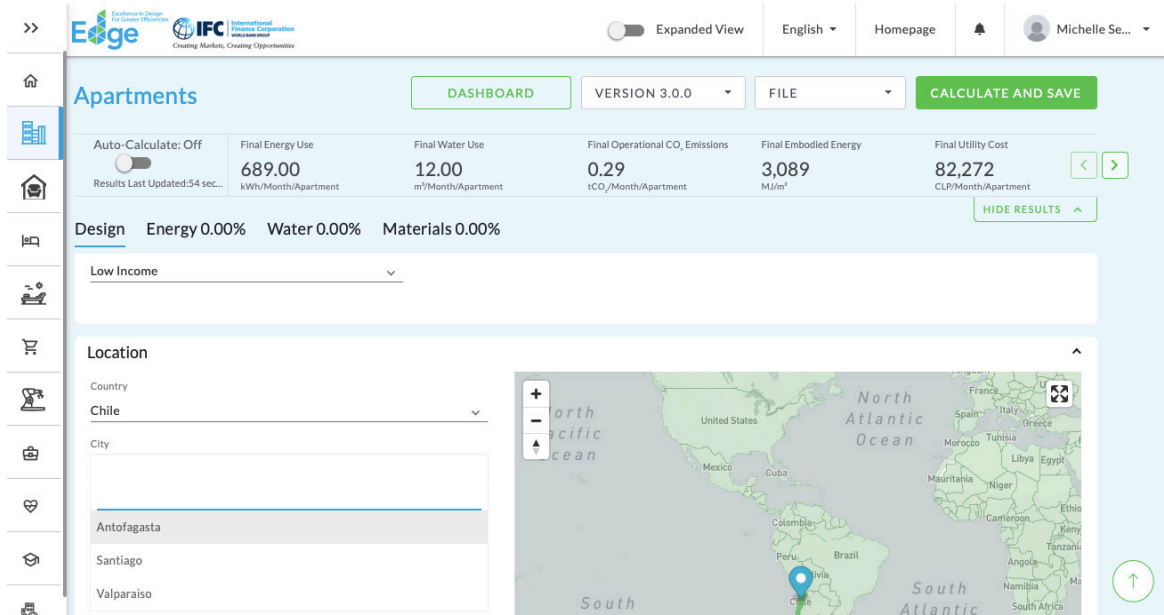 Excellence in Design
For Greater Efficiencies
Edge
IFC
International
Finance Corporation
WORLD BANK GROUP
Creating Markets, Creating Opportunities
Expanded View
English
Homepage
Michelle Se...
Apartments
DASHBOARD
VERSION 3.0.0
FILE
CALCULATE AND SAVE
Auto-Calculate: Off
Results Last Updated:54 sec...
Final Energy Use
689.00
kWh/Month/Apartment
Final Water Use
12.00
m³/Month/Apartment
Final Operational CO₂ Emissions
0.29
tCO₂/Month/Apartment
Final Embodied Energy
3,089
MJ/m²
Final Utility Cost
82,272
CLP/Month/Apartment
HIDE RESULTS
Design
Energy 0.00%
Water 0.00%
Materials 0.00%
Low Income
Location
Country
Chile
City
Antofagasta
Santiago
Valparaiso
North
Atlantic
Ocean
orth
acific
cean
United States
Mexico
Cuba
France
Spain
Italy
Greece
Morocco
Tunisia
Libya
Egypt
Mauritania
Niger
Cameroon
Ethio
Keny
Tanzani
Colombia
Peru
Brazil
livia
Chile
Angola
Namibia
Ma
South Africa
South
Atlantic
South